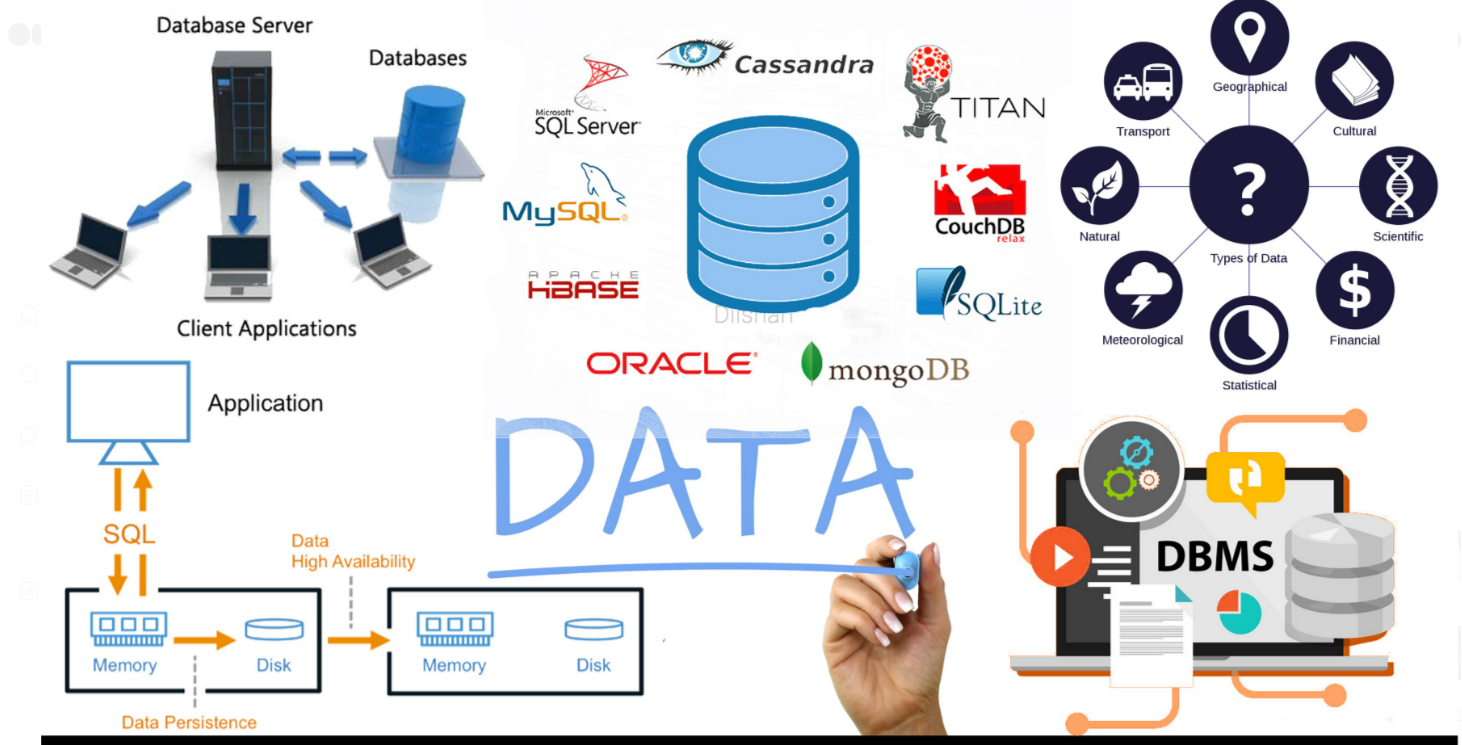 Database Server
Databases
Client Applications
Cassandra
Microsoft®
SQL Server®
TITAN
MySQL®
CouchDB
relax
APACHE
HBASE
SQLite
Dilshan
ORACLE®
mongoDB
Geographical
Transport
Cultural
Natural
?
Scientific
Types of Data
Meteorological
$
Financial
Statistical
Application
SQL
Data
High Availability
Memory
Disk
Memory
Disk
Data Persistence
DATA
DBMS